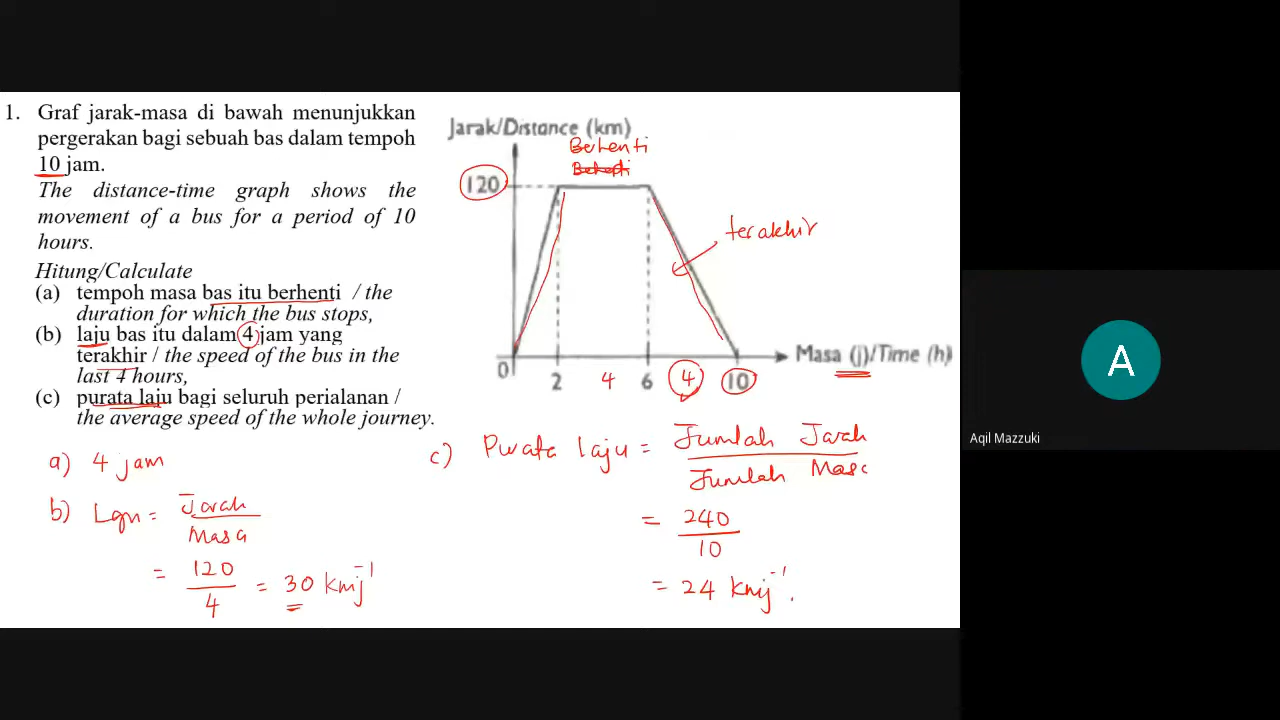 1. Graf jarak-masa di bawah menunjukkan
pergerakan bagi sebuah bas dalam tempoh
10 jam.
The distance-time graph shows the
movement of a bus for a period of 10
hours.
Hitung/Calculate
(a) tempoh masa bas itu berhenti / the
duration for which the bus stops,
(b) laju bas itu dalam 4 jam yang
terakhir / the speed of the bus in the
last 4 hours,
(c) purata laju bagi seluruh perjalanan /
the average speed of the whole journey.
Jarak/Distance (km)
Berhenti
120
terakhir
Masa (j)/Time (h)
0 2 4 6 4 10
a) 4 jam
b) Laju = Jarak
Masa
= 120
4
= 30 kmj⁻¹
c) Purata laju = Jumlah Jarak
Jumlah Masa
= 240
10
= 24 kmj⁻¹.
A
Aqil Mazzuki